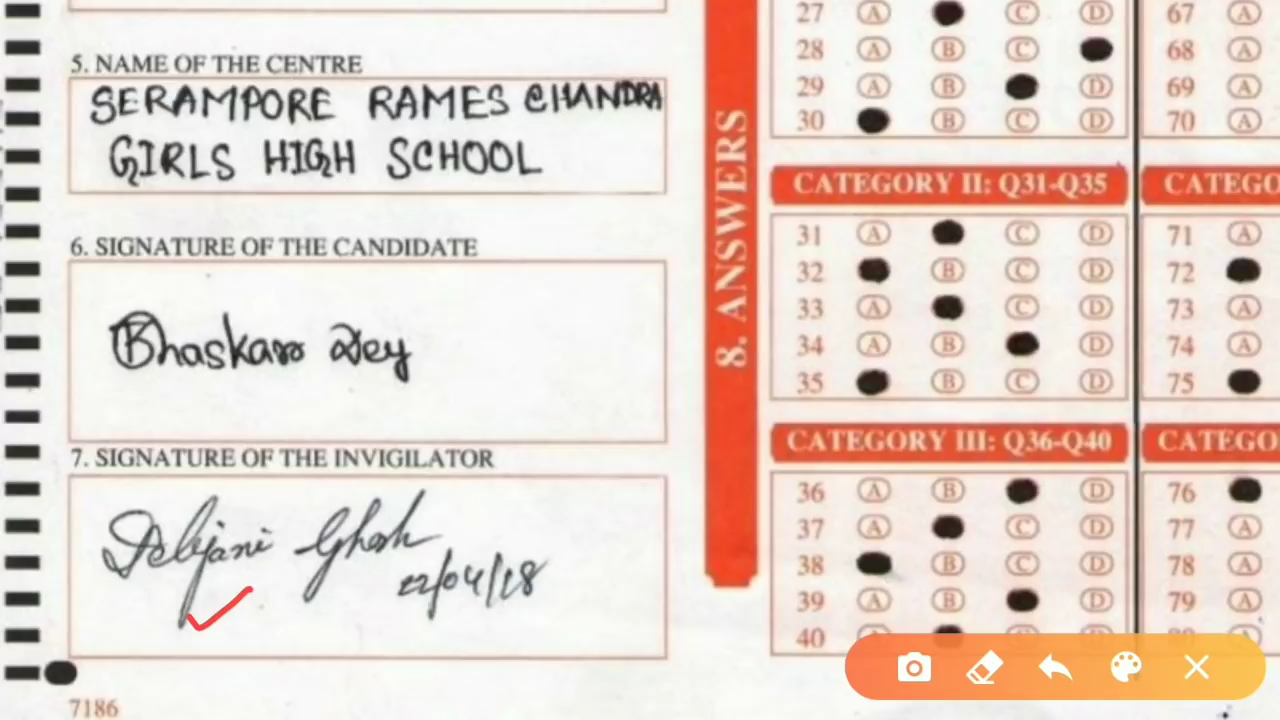 5. NAME OF THE CENTRE
SERAMPORE RAMES CHANDRA
GIRLS HIGH SCHOOL
6. SIGNATURE OF THE CANDIDATE
Bhaskar Dey
7. SIGNATURE OF THE INVIGILATOR
Debjani Ghosh
22/04/18
7186
8. ANSWERS
27 A C D
28 A B C
29 A B D
30 B C D
CATEGORY II: Q31-Q35
31 A C D
32 B C D
33 A C D
34 A B D
35 B C D
CATEGORY III: Q36-Q40
36 A B D
37 A C D
38 B C D
39 A B D
40
67 A
68 A
69 A
70 A
CATEGO
71 A
72
73 A
74 A
75
CATEGO
76
77 A
78 A
79 A
80 A